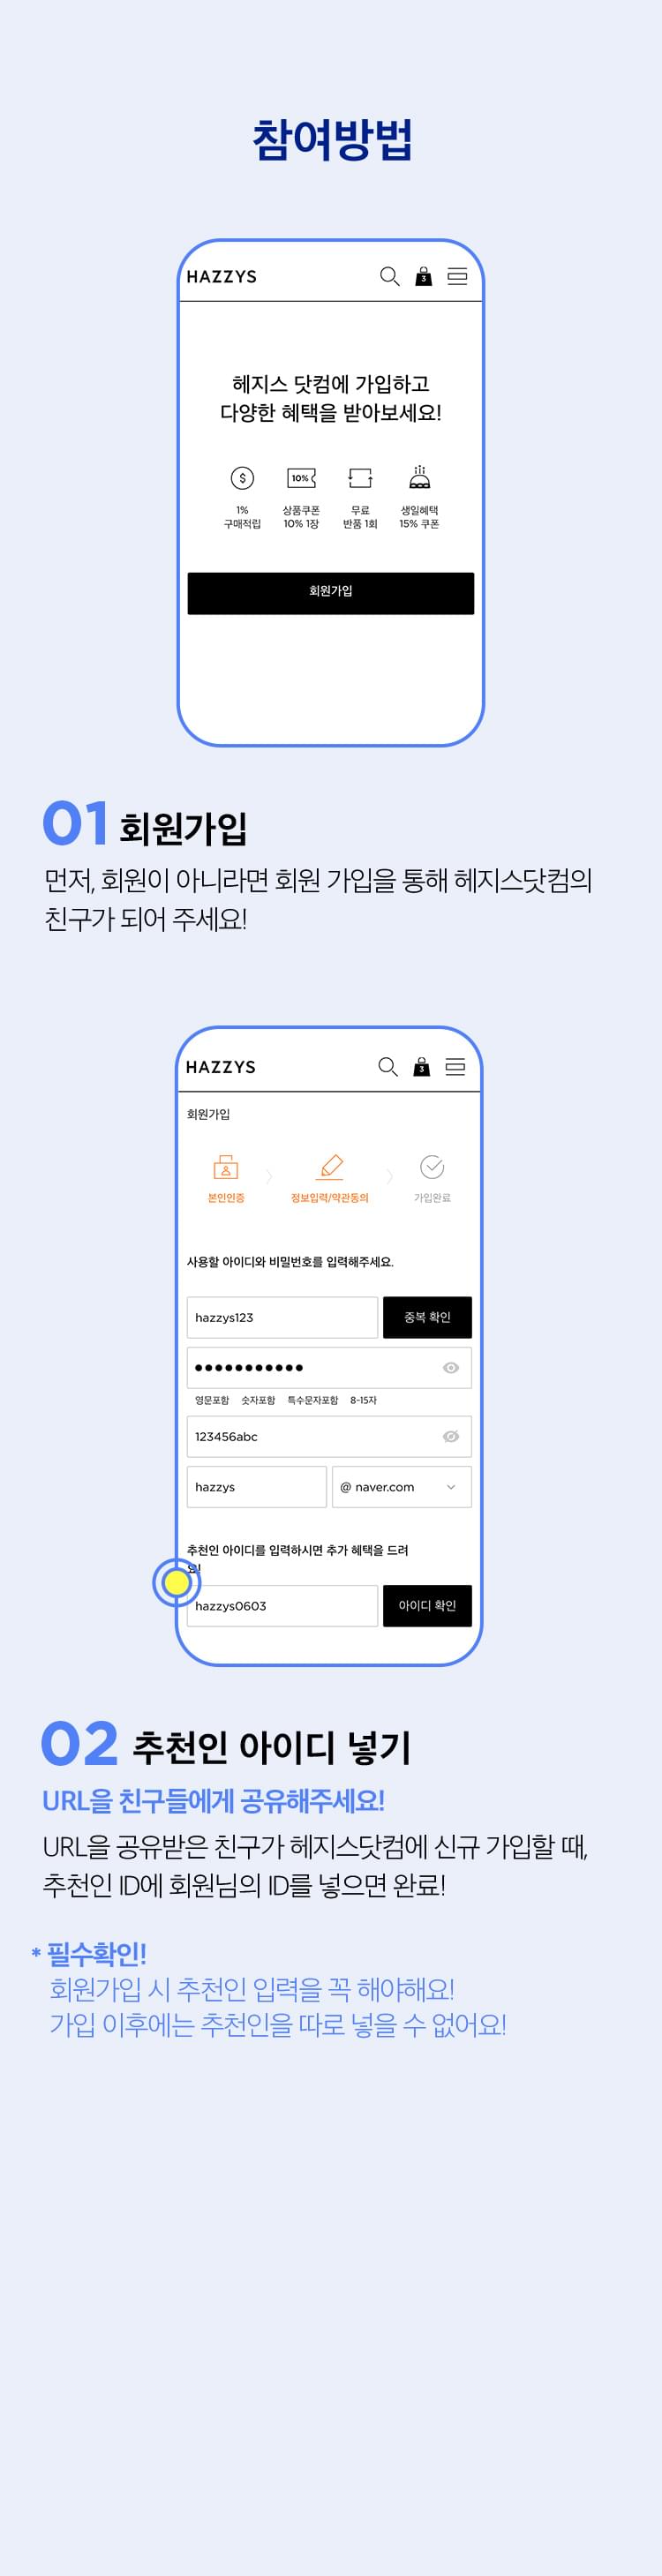 참여방법
HAZZYS
3
헤지스 닷컴에 가입하고
다양한 혜택을 받아보세요!
$
10%
1%
구매적립
상품쿠폰
10% 1장
무료
반품 1회
생일혜택
15% 쿠폰
회원가입
01 회원가입
먼저, 회원이 아니라면 회원 가입을 통해 헤지스닷컴의
친구가 되어 주세요!
HAZZYS
3
회원가입
본인인증
정보입력/약관동의
가입완료
사용할 아이디와 비밀번호를 입력해주세요.
hazzys123
중복 확인
●●●●●●●●●●●
영문포함 숫자포함 특수문자포함 8-15자
123456abc
hazzys
@ naver.com
추천인 아이디를 입력하시면 추가 혜택을 드려
요!
hazzys0603
아이디 확인
02 추천인 아이디 넣기
URL을 친구들에게 공유해주세요!
URL을 공유받은 친구가 헤지스닷컴에 신규 가입할 때,
추천인 ID에 회원님의 ID를 넣으면 완료!
* 필수확인!
회원가입 시 추천인 입력을 꼭 해야해요!
가입 이후에는 추천인을 따로 넣을 수 없어요!